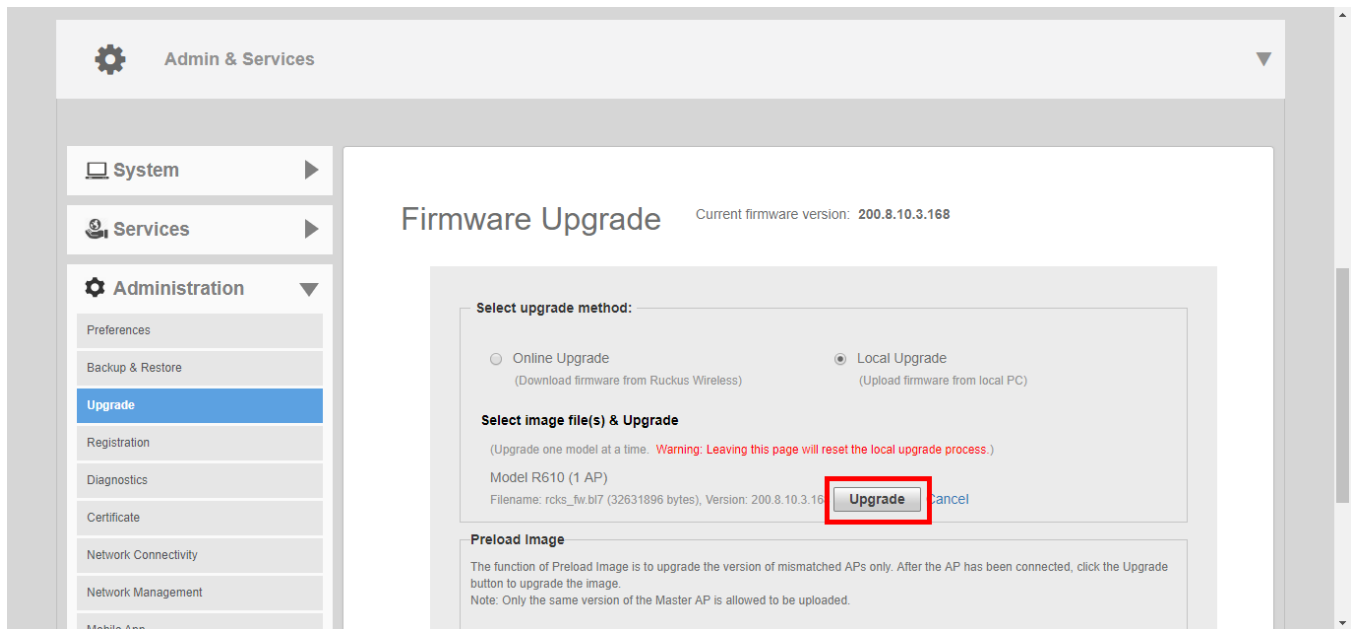 Admin & Services
System
Services
Administration
Preferences
Backup & Restore
Upgrade
Registration
Diagnostics
Certificate
Network Connectivity
Network Management
Mobile App
Firmware Upgrade Current firmware version: 200.8.10.3.168
Select upgrade method:
Online Upgrade
(Download firmware from Ruckus Wireless)
Local Upgrade
(Upload firmware from local PC)
Select image file(s) & Upgrade
(Upgrade one model at a time. Warning: Leaving this page will reset the local upgrade process.)
Model R610 (1 AP)
Filename: rcks_fw.bl7 (32631896 bytes), Version: 200.8.10.3.16 Upgrade Cancel
Preload Image
The function of Preload Image is to upgrade the version of mismatched APs only. After the AP has been connected, click the Upgrade
button to upgrade the image.
Note: Only the same version of the Master AP is allowed to be uploaded.